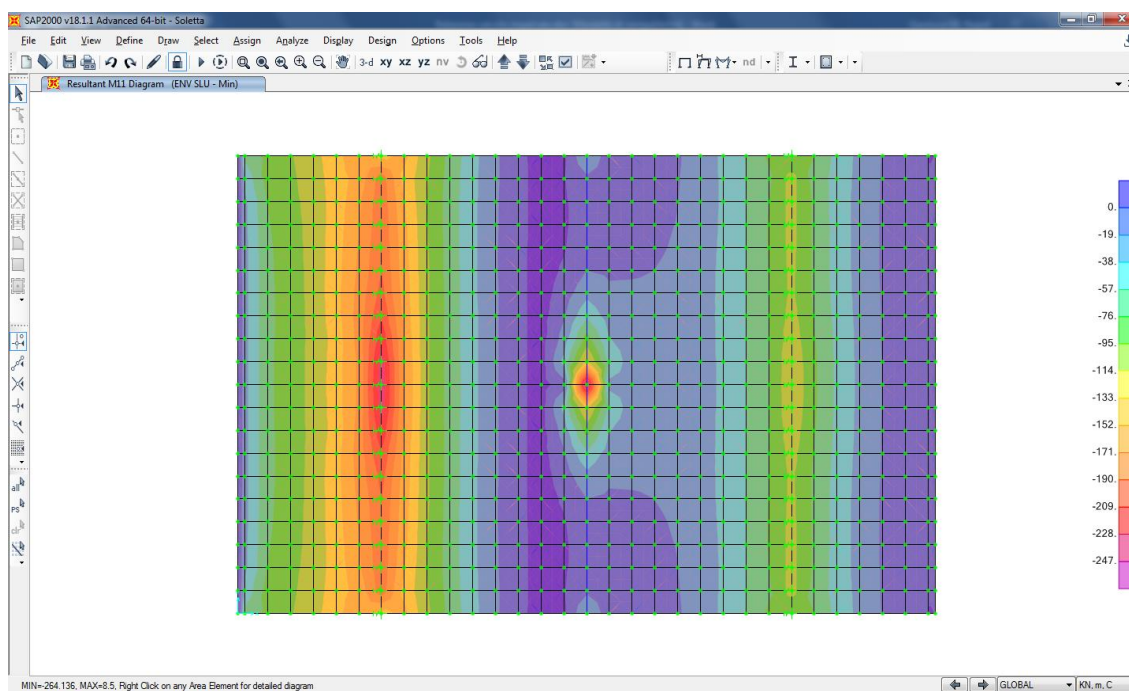 SAP2000 v18.1.1 Advanced 64-bit - Soletta
File Edit View Define Draw Select Assign Analyze Display Design Options Tools Help
3-d xy xz yz nv nd
Resultant M11 Diagram (ENV SLU - Min)
0.
-19.
-38.
-57.
-76.
-95.
-114.
-133.
-152.
-171.
-190.
-209.
-228.
-247.
all
PS
clr
MIN=-264.136, MAX=8.5, Right Click on any Area Element for detailed diagram
GLOBAL
KN, m, C